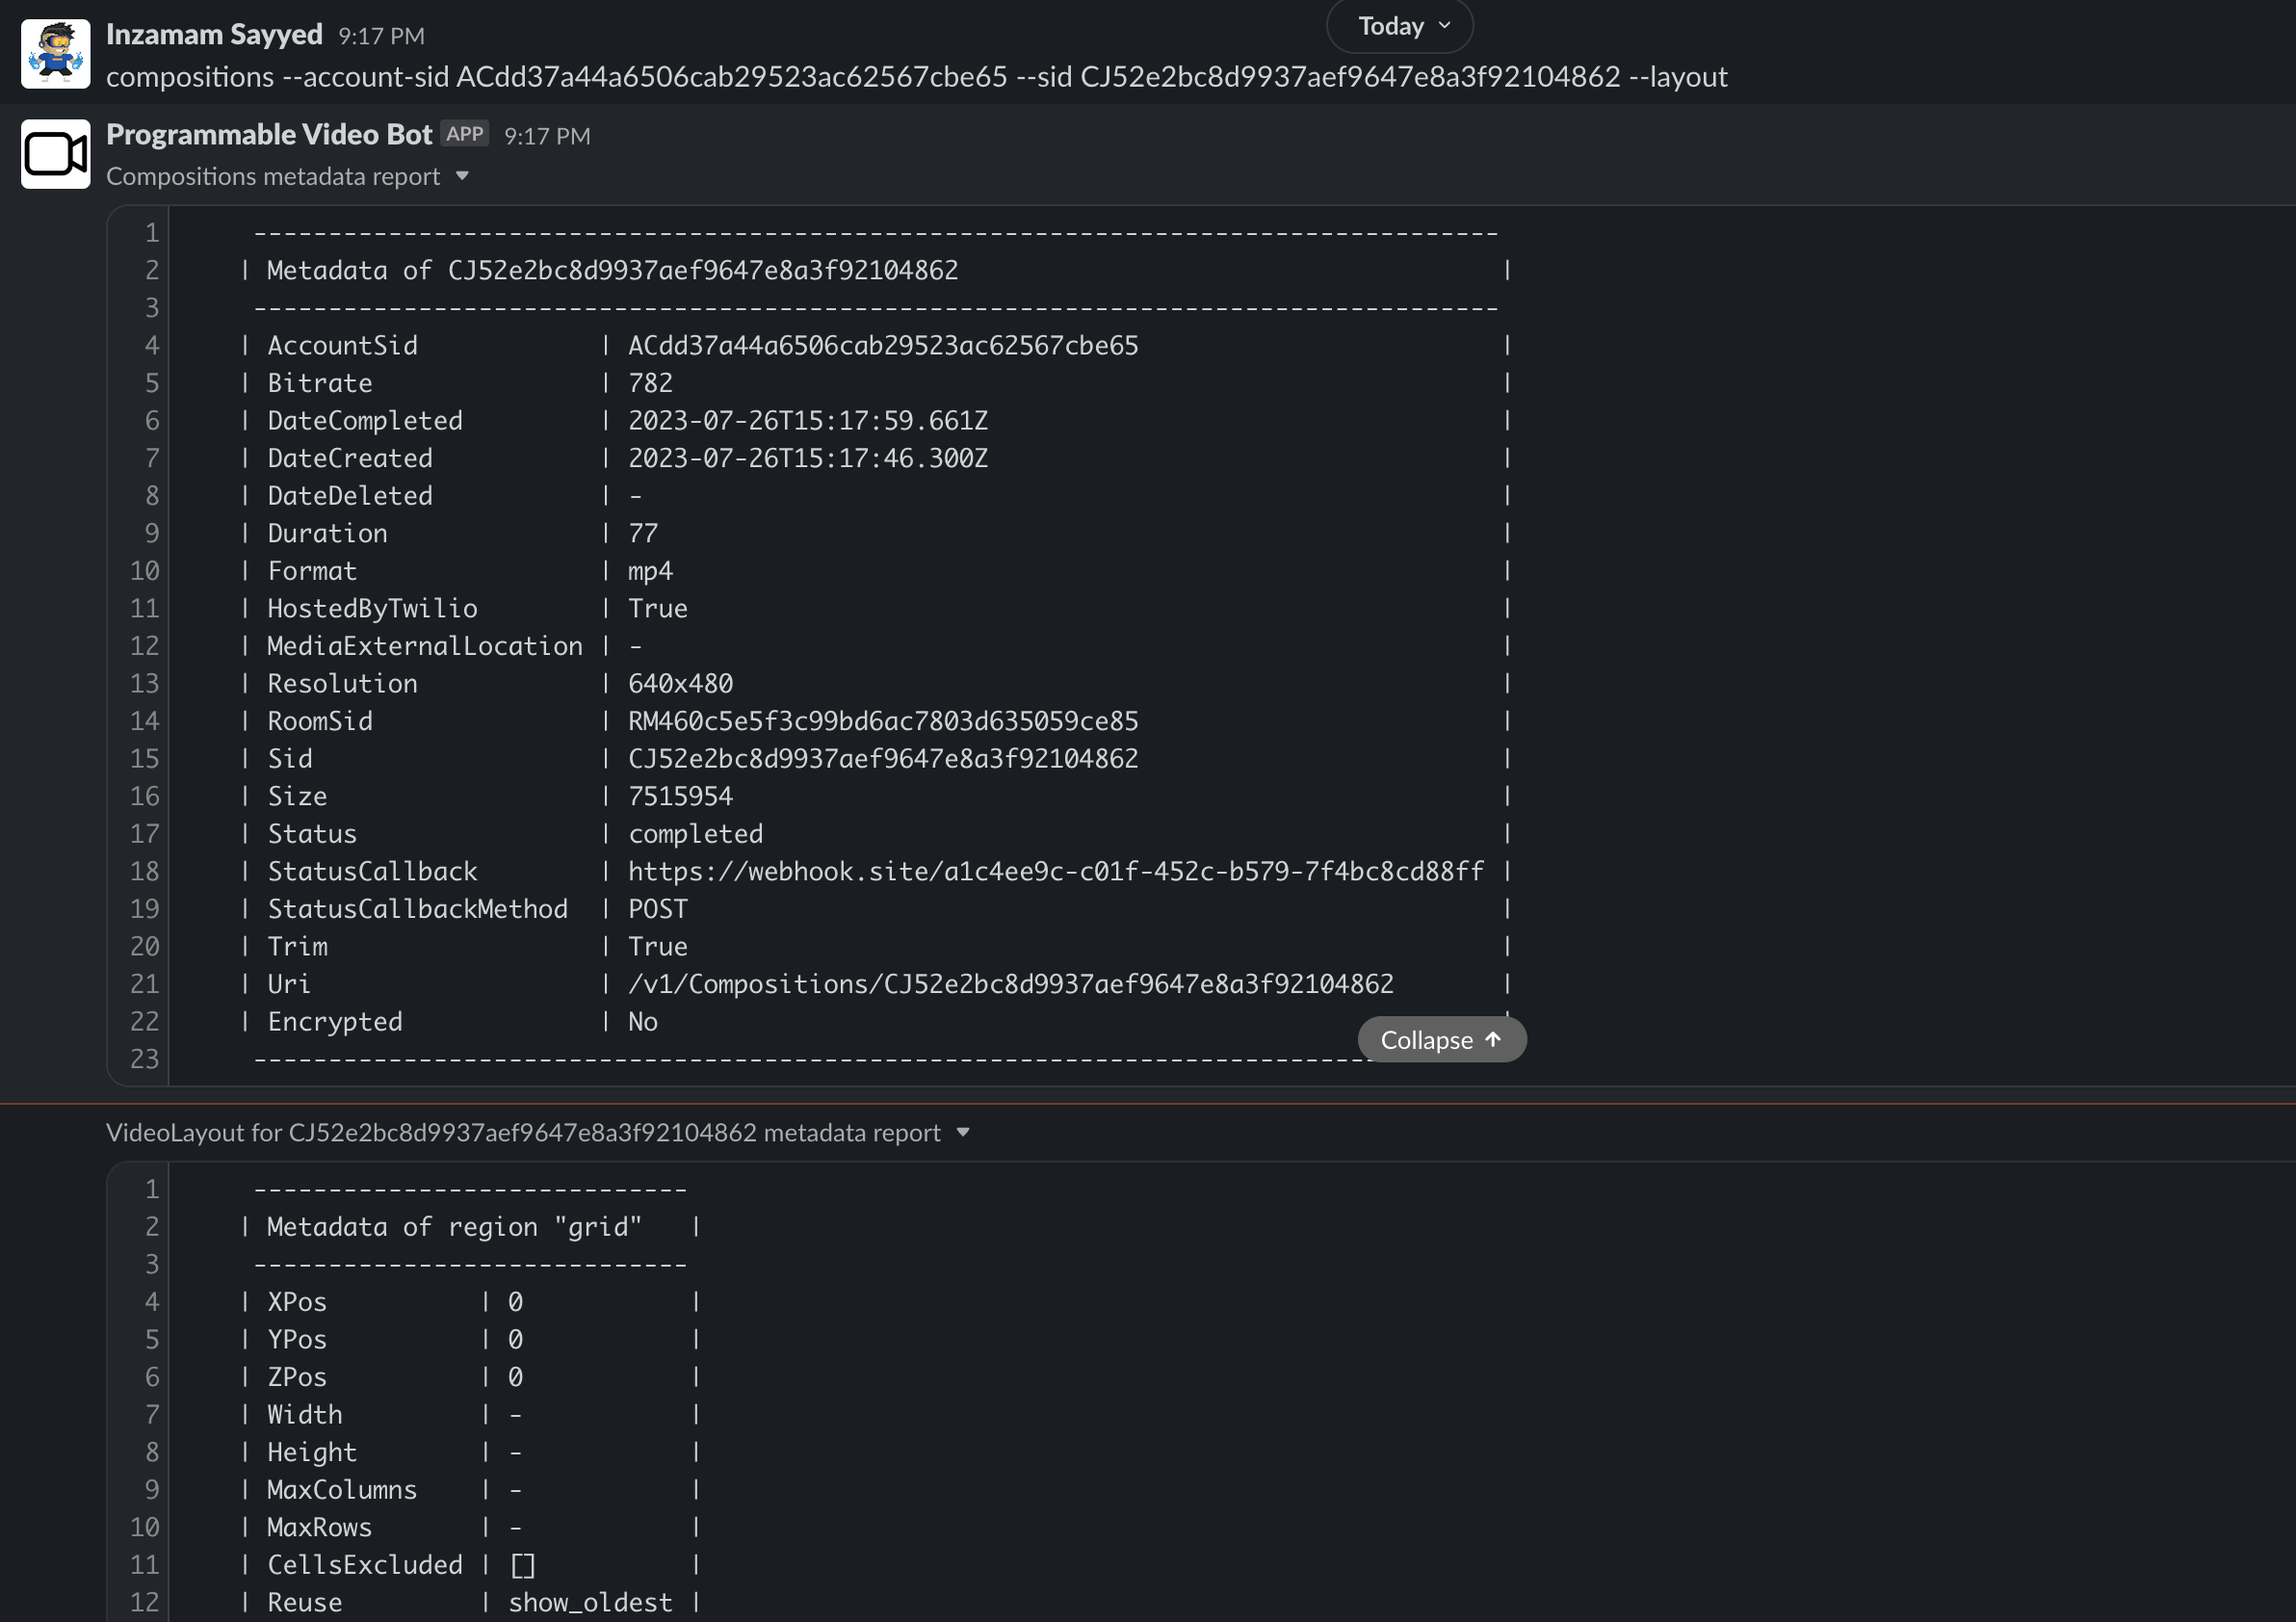 Inzamam Sayyed 9:17 PM
Today
compositions --account-sid ACdd37a44a6506cab29523ac62567cbe65 --sid CJ52e2bc8d9937aef9647e8a3f92104862 --layout
Programmable Video Bot APP 9:17 PM
Compositions metadata report
1 -----------------------------------------------------------------------------------
2 | Metadata of CJ52e2bc8d9937aef9647e8a3f92104862 |
3 -----------------------------------------------------------------------------------
4 | AccountSid | ACdd37a44a6506cab29523ac62567cbe65 |
5 | Bitrate | 782 |
6 | DateCompleted | 2023-07-26T15:17:59.661Z |
7 | DateCreated | 2023-07-26T15:17:46.300Z |
8 | DateDeleted | - |
9 | Duration | 77 |
10 | Format | mp4 |
11 | HostedByTwilio | True |
12 | MediaExternalLocation | - |
13 | Resolution | 640x480 |
14 | RoomSid | RM460c5e5f3c99bd6ac7803d635059ce85 |
15 | Sid | CJ52e2bc8d9937aef9647e8a3f92104862 |
16 | Size | 7515954 |
17 | Status | completed |
18 | StatusCallback | https://webhook.site/a1c4ee9c-c01f-452c-b579-7f4bc8cd88ff |
19 | StatusCallbackMethod | POST |
20 | Trim | True |
21 | Uri | /v1/Compositions/CJ52e2bc8d9937aef9647e8a3f92104862 |
22 | Encrypted | No |
Collapse
23 ---------------------------------------------------------------------------
VideoLayout for CJ52e2bc8d9937aef9647e8a3f92104862 metadata report
1 -----------------------------
2 | Metadata of region "grid" |
3 -----------------------------
4 | XPos | 0 |
5 | YPos | 0 |
6 | ZPos | 0 |
7 | Width | - |
8 | Height | - |
9 | MaxColumns | - |
10 | MaxRows | - |
11 | CellsExcluded | [] |
12 | Reuse | show_oldest |